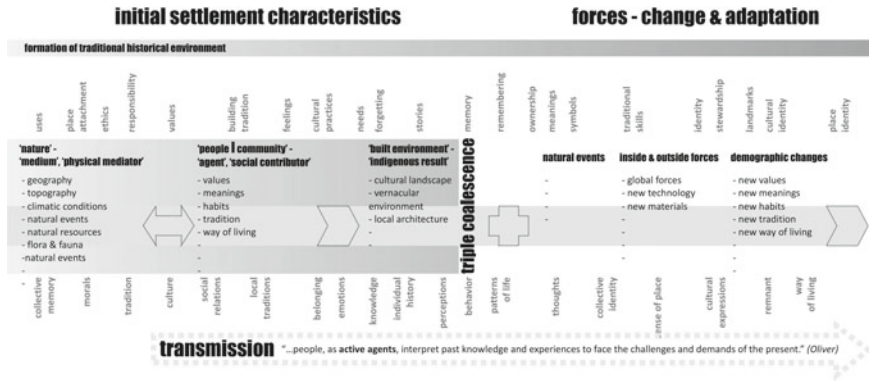 initial settlement characteristics
forces - change & adaptation
formation of traditional historical environment
uses
place
attachment
ethics
responsibility
values
building
tradition
feelings
cultural
practices
needs
forgetting
stories
memory
remembering
ownership
meanings
symbols
traditional
skills
identity
stewardship
landmarks
cultural
identity
place
identity
'nature' -
'medium', 'physical mediator'
- geography
- topography
- climatic conditions
- natural events
- natural resources
- flora & fauna
-natural events
-
-
'people | community' -
'agent', 'social contributor'
- values
- meanings
- habits
- tradition
- way of living
-
-
'built environment' -
'indigenous result'
- cultural landscape
- vernacular
environment
- local architecture
-
-
triple coalescence
natural events
-
-
-
-
inside & outside forces
- global forces
- new technology
- new materials
-
-
demographic changes
- new values
- new meanings
- new habits
- new tradition
- new way of living
-
-
collective
memory
morals
tradition
culture
social
relations
local
traditions
belonging
emotions
knowledge
individual
history
perceptions
behavior
patterns
of life
thoughts
collective
identity
sense of place
cultural
expressions
remnant
way
of living
transmission
"...people, as active agents, interpret past knowledge and experiences to face the challenges and demands of the present." (Oliver)